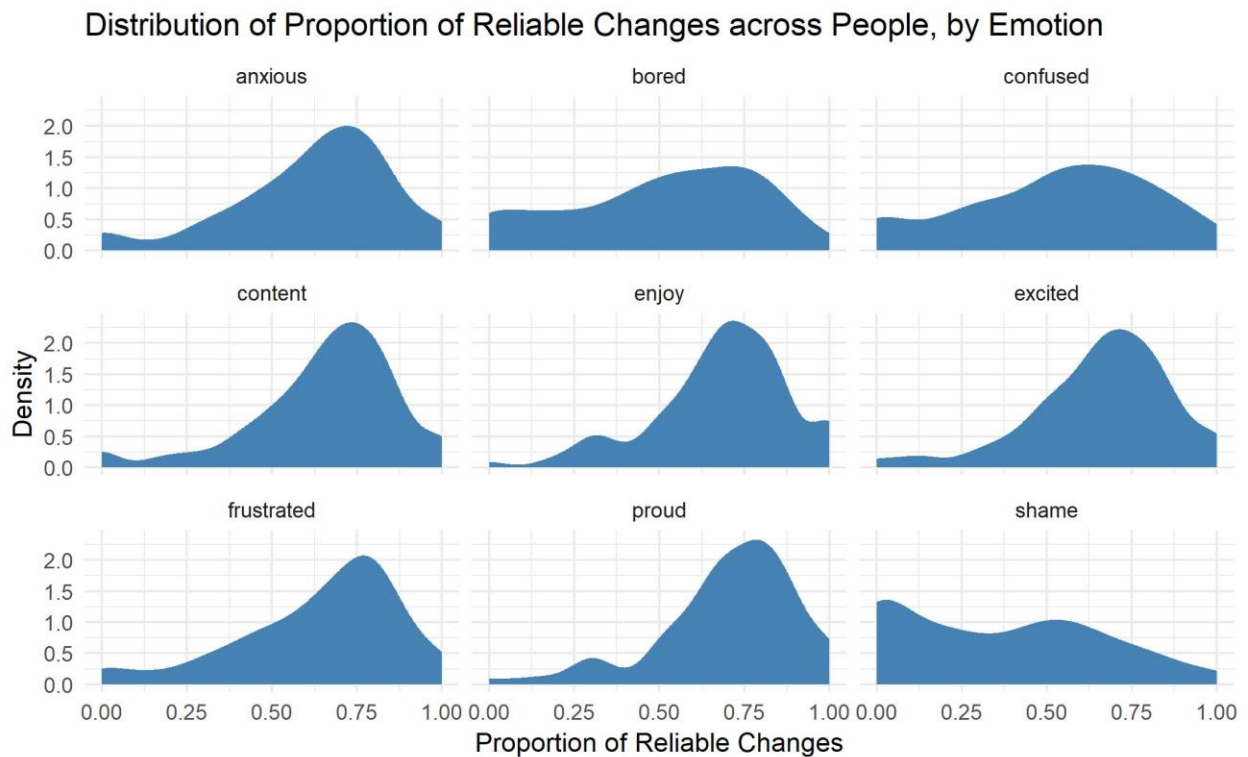 Distribution of Proportion of Reliable Changes across People, by Emotion
anxious bored confused
2.0
1.5
1.0
0.5
0.0
content enjoy excited
2.0
1.5
1.0
0.5
0.0
Density
frustrated proud shame
2.0
1.5
1.0
0.5
0.0
0.00 0.25 0.50 0.75 1.00 0.00 0.25 0.50 0.75 1.00 0.00 0.25 0.50 0.75 1.00
Proportion of Reliable Changes